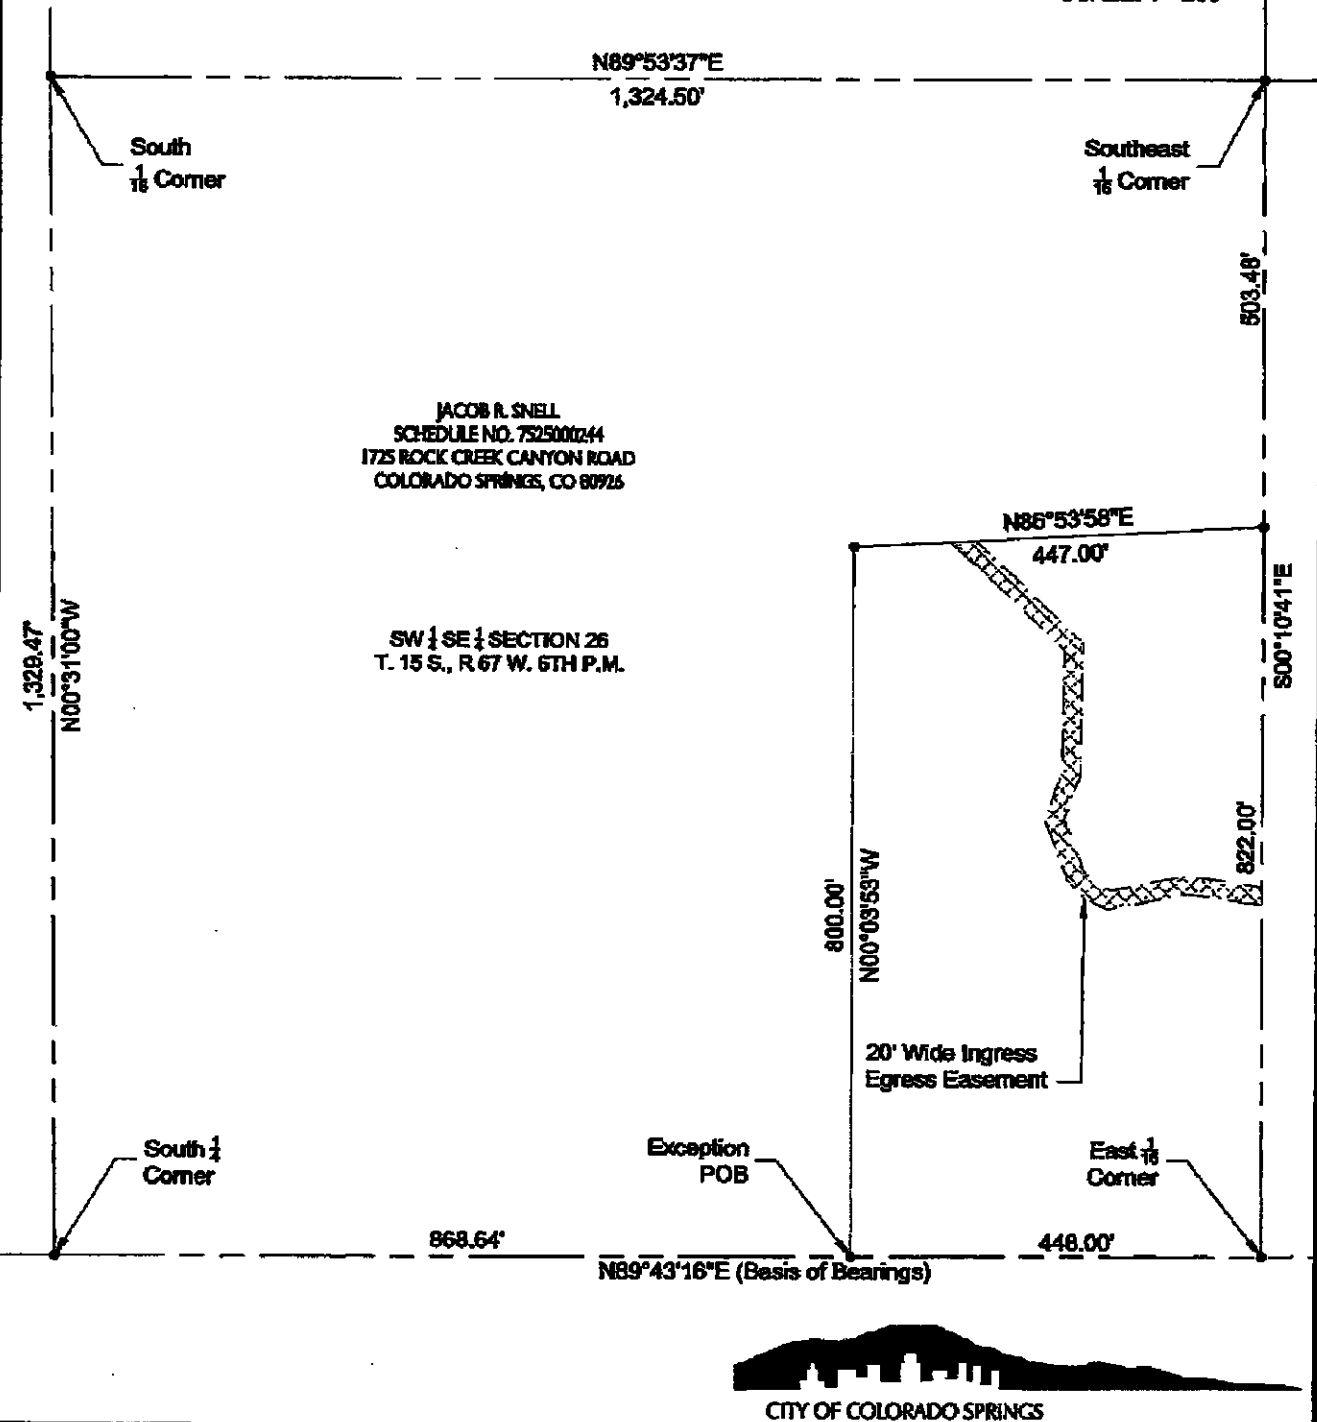 N89°53'37"E
1,324.50'
South
1/16 Corner
Southeast
1/16 Corner
503.48'
JACOB R. SNELL
SCHEDULE NO. 7525000244
1725 ROCK CREEK CANYON ROAD
COLORADO SPRINGS, CO 80926
N86°53'58"E
447.00'
S00°10'41"E
1,329.47'
N00°31'00"W
SW 1/4 SE 1/4 SECTION 26
T. 15 S., R 67 W. 6TH P.M.
822.00'
800.00'
N00°03'53"W
20' Wide Ingress
Egress Easement
South 1/4
Corner
Exception
POB
East 1/16
Corner
868.64'
448.00'
N89°43'16"E (Basis of Bearings)
CITY OF COLORADO SPRINGS